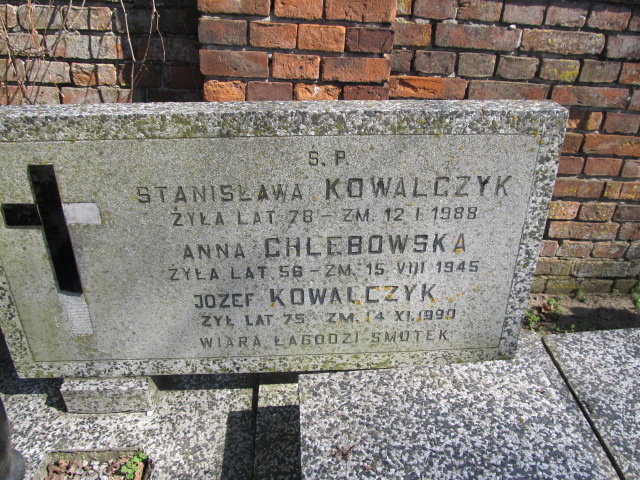 S. P.
STANISŁAWA KOWALCZYK
ŻYŁA LAT 78 - ZM. 12 I 1988
ANNA CHLEBOWSKA
ŻYŁA LAT 56 - ZM. 15 VIII 1945
JOZEF KOWALCZYK
ŻYŁ LAT 75 ZM. 14 XI. 1990
WIARA ŁAGODZI SMUTEK